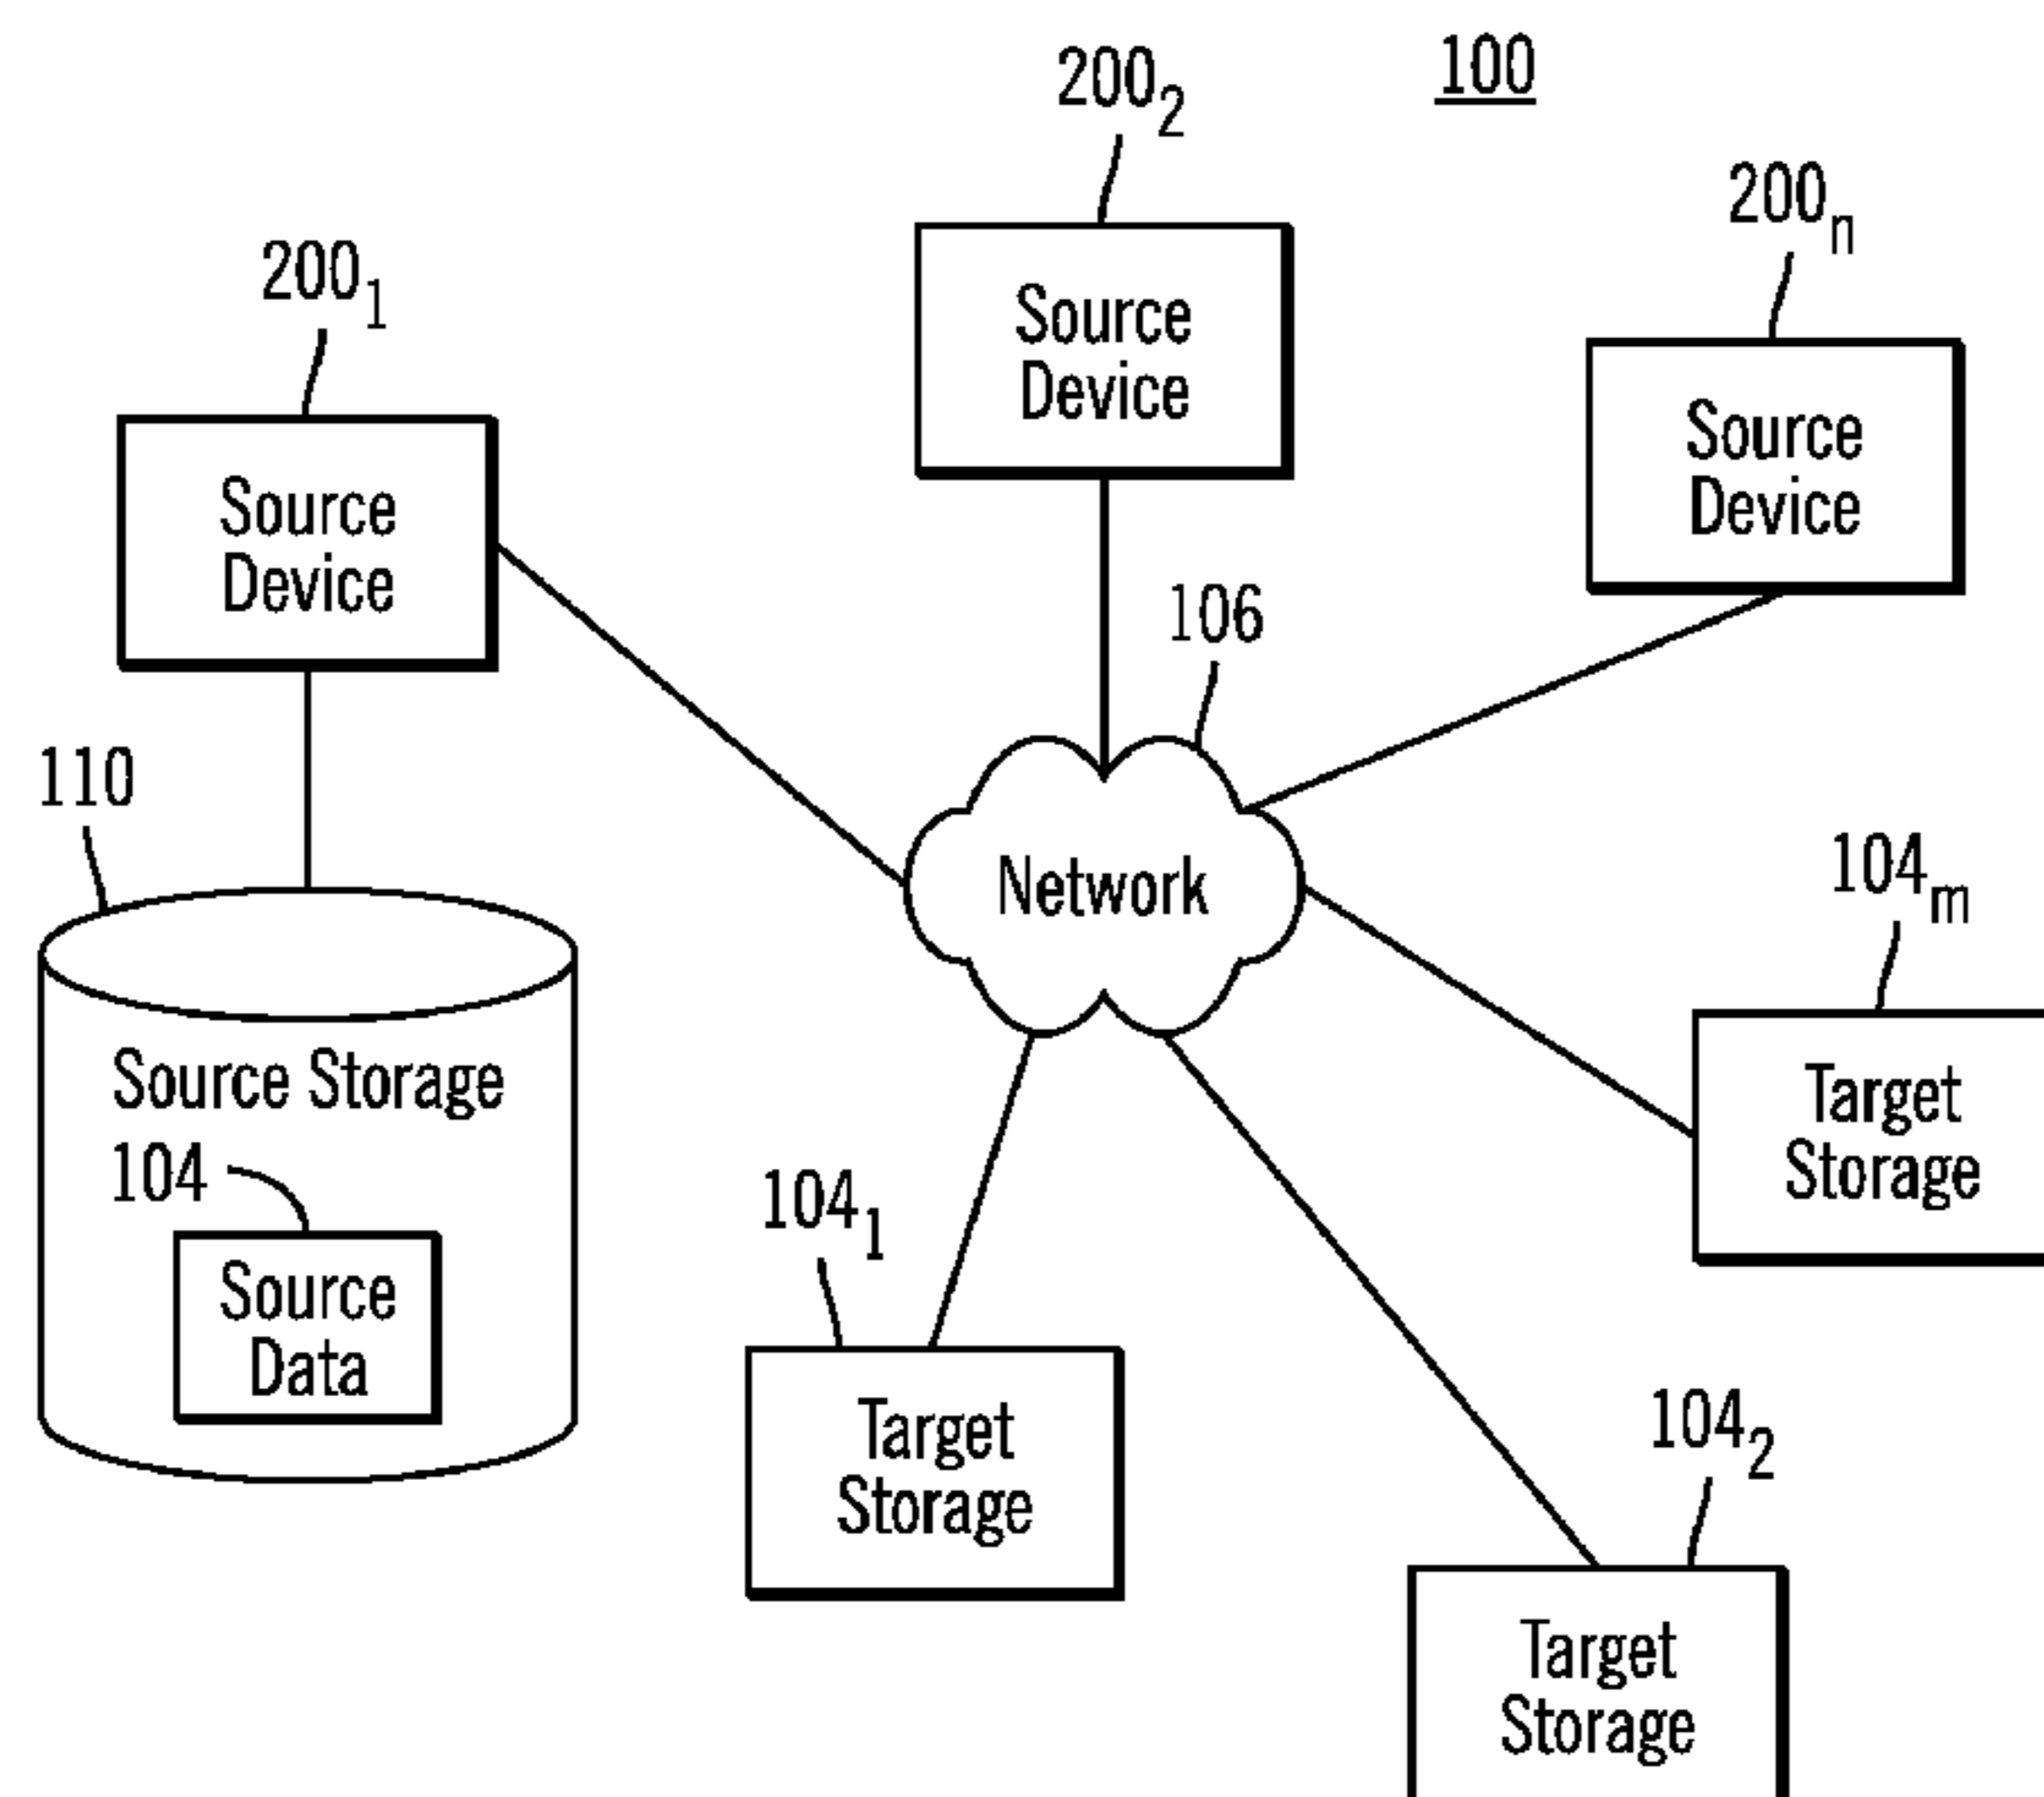 100
200₂
200ₙ
200₁
Source
Device
Source
Device
Source
Device
106
110
Network
104ₘ
Source Storage
104
Source
Data
Target
Storage
104₁
Target
Storage
104₂
Target
Storage